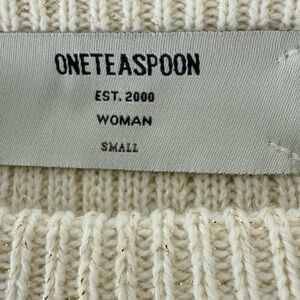 ONETEASPOON
EST. 2000
WOMAN
SMALL